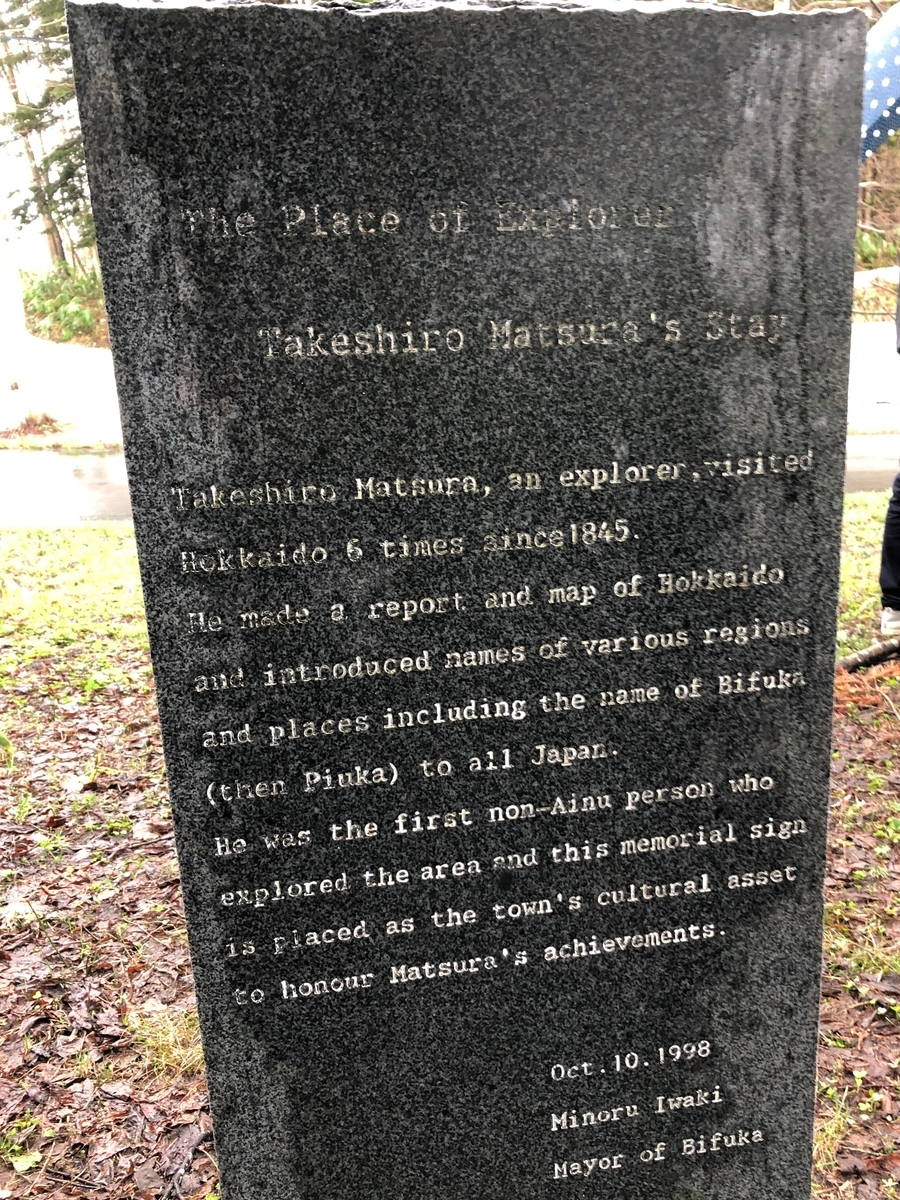 The Place of Explorer
Takeshiro Matsura's Stay
Takeshiro Matsura, an explorer,visited
Hokkaido 6 times since1845.
He made a report and map of Hokkaido
and introduced names of various regions
and places including the name of Bifuka
(then Piuka) to all Japan.
He was the first non-Ainu person who
explored the area and this memorial sign
is placed as the town's cultural asset
to honour Matsura's achievements.
Oct.10.1998
Minoru Iwaki
Mayor of Bifuka